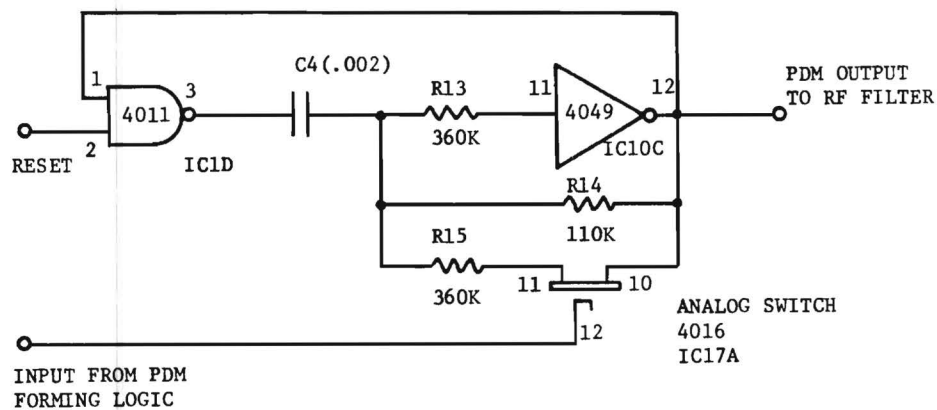 C4(.002)
1
3
R13
11
12
PDM OUTPUT
TO RF FILTER
4011
4049
360K
IC10C
RESET
2
IC1D
R14
110K
R15
360K
11
10
12
ANALOG SWITCH
4016
IC17A
INPUT FROM PDM
FORMING LOGIC